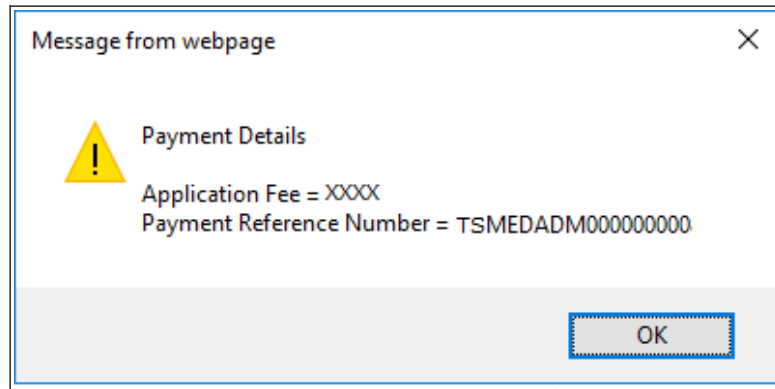 Message from webpage
Payment Details
Application Fee = XXXX
Payment Reference Number = TSMEDADM000000000
OK